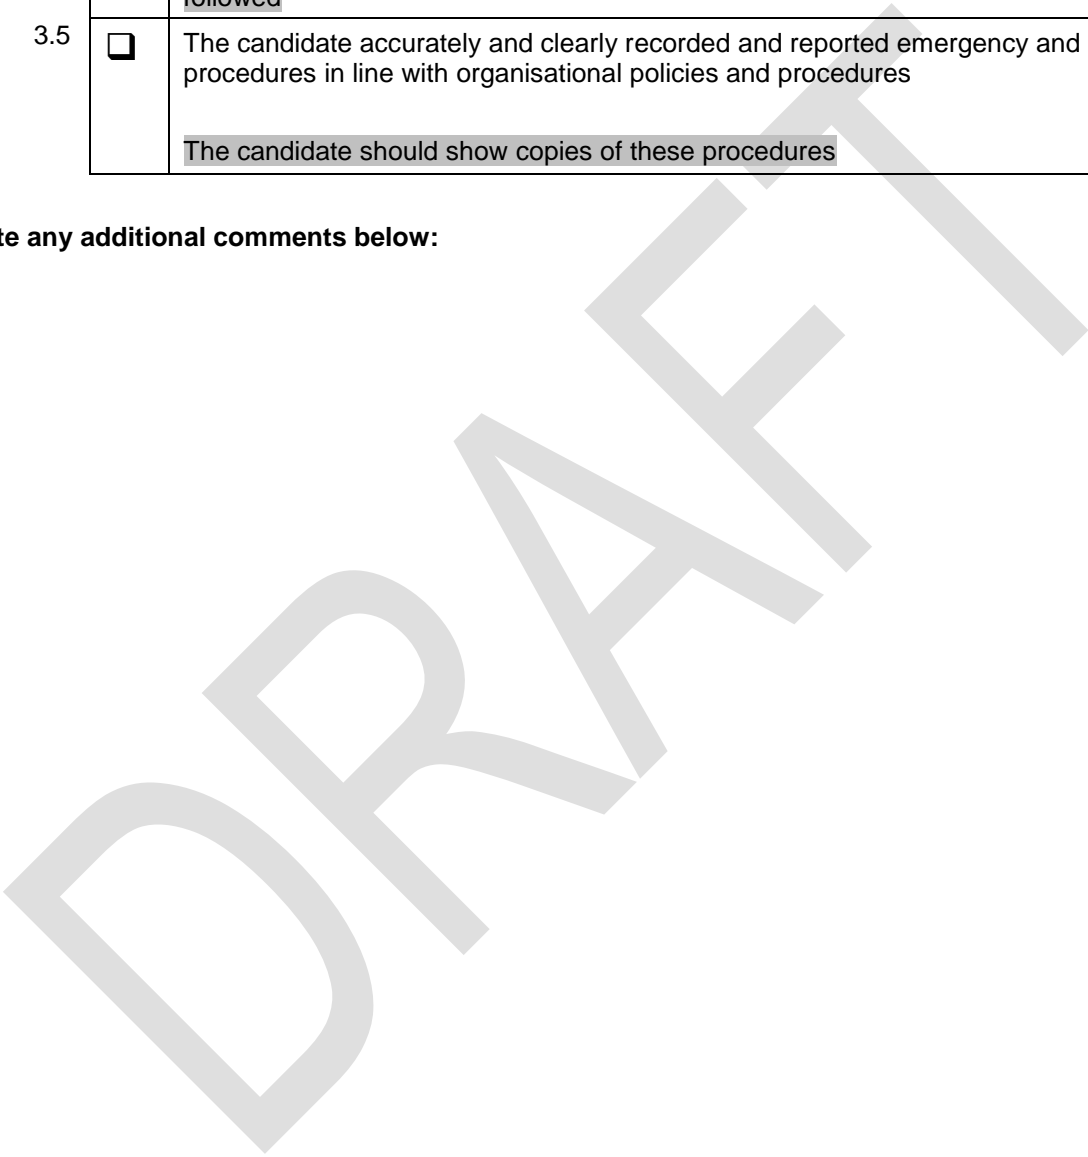 followed
3.5 ❑ The candidate accurately and clearly recorded and reported emergency and
procedures in line with organisational policies and procedures
The candidate should show copies of these procedures
te any additional comments below:
DRAFT